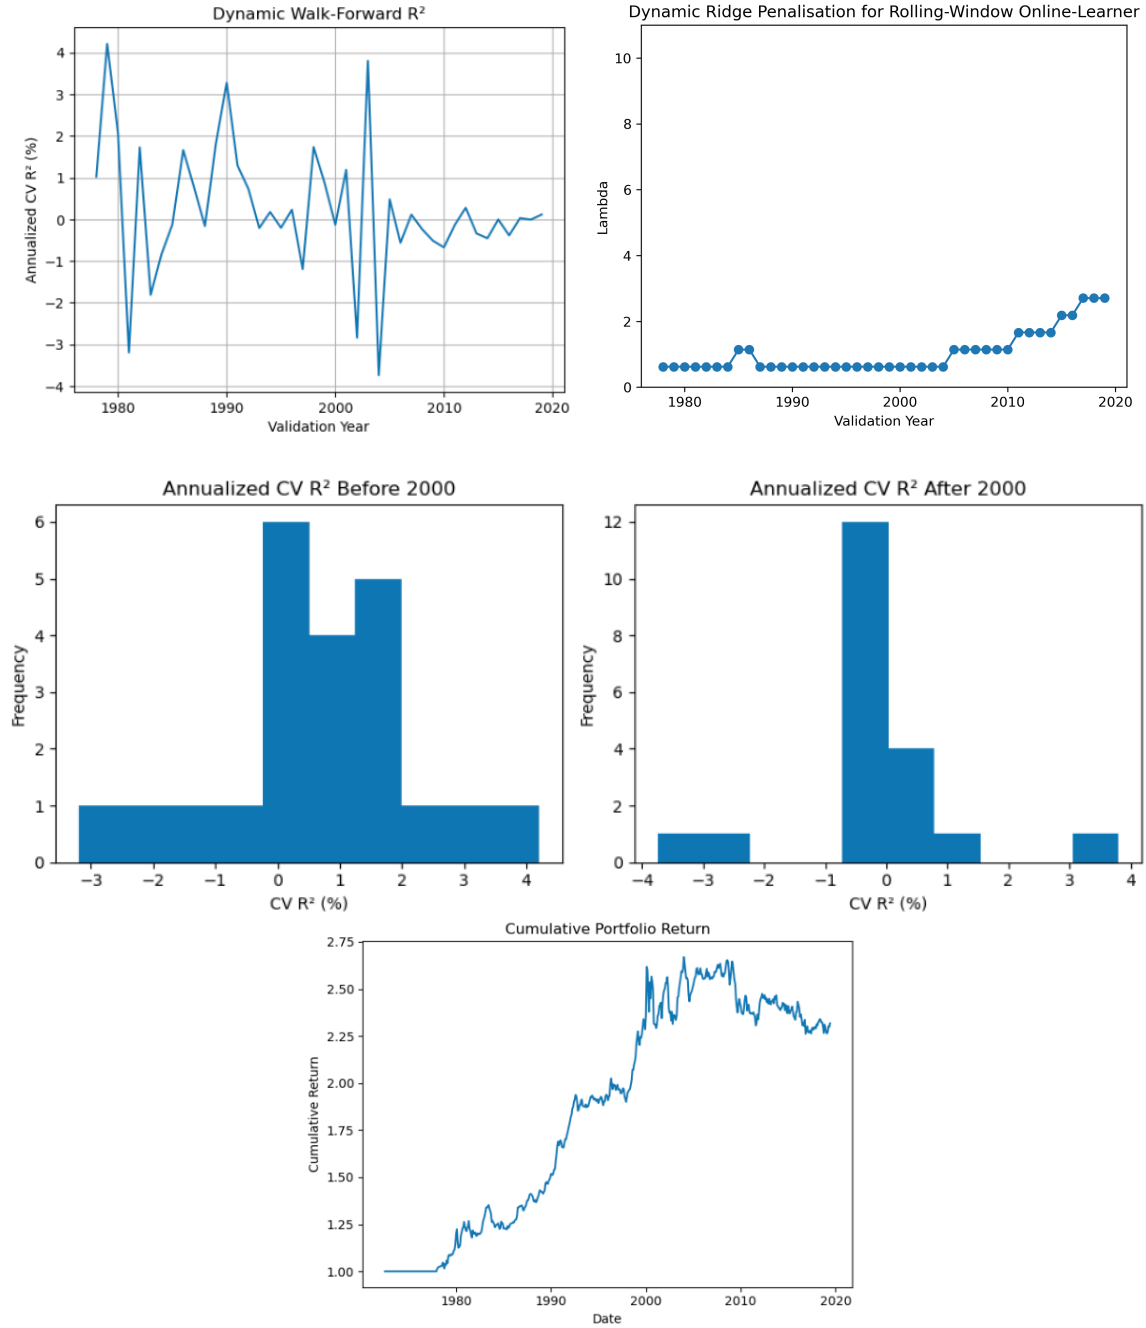 Dynamic Walk-Forward R²
Annualized CV R² (%)
4
3
2
1
0
−1
−2
−3
−4
1980 1990 2000 2010 2020
Validation Year
Dynamic Ridge Penalisation for Rolling-Window Online-Learner
Lambda
10
8
6
4
2
0
1980 1990 2000 2010 2020
Validation Year
Annualized CV R² Before 2000
Frequency
6
5
4
3
2
1
0
−3 −2 −1 0 1 2 3 4
CV R² (%)
Annualized CV R² After 2000
Frequency
12
10
8
6
4
2
0
−4 −3 −2 −1 0 1 2 3 4
CV R² (%)
Cumulative Portfolio Return
Cumulative Return
2.75
2.50
2.25
2.00
1.75
1.50
1.25
1.00
1980 1990 2000 2010 2020
Date